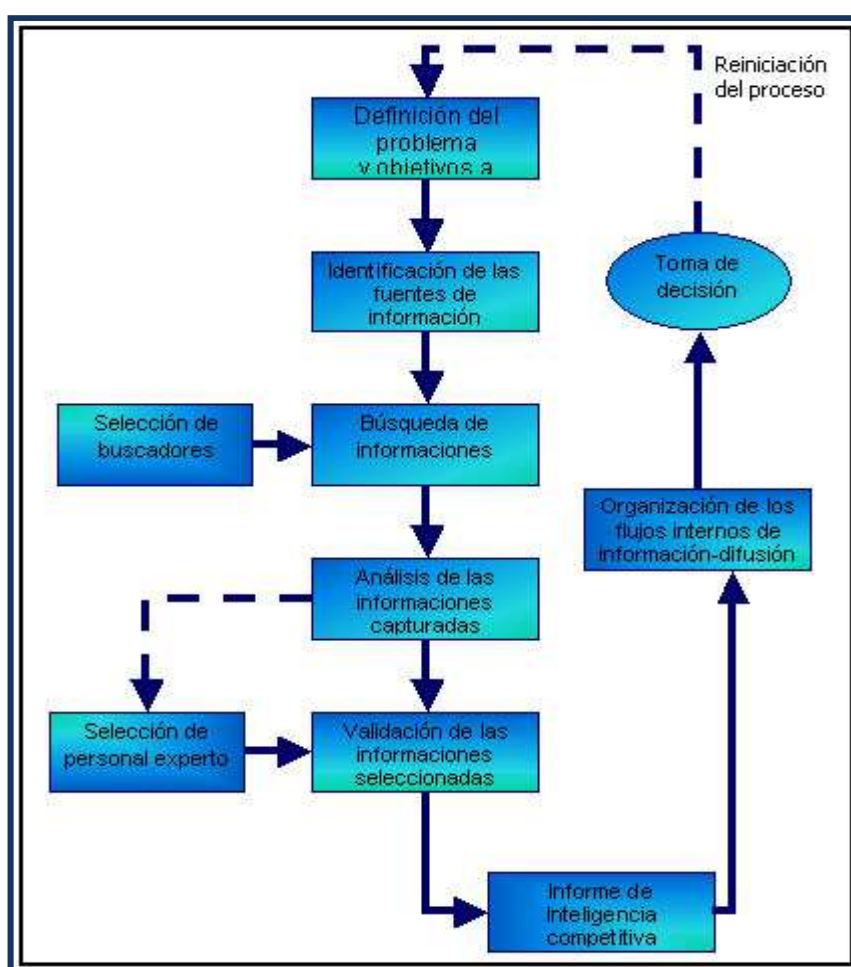 Reiniciación
del proceso
Definición del
problema
y objetivos a
Identificación de las
fuentes de
información
Toma de
decisión
Selección de
buscadores
Búsqueda de
informaciones
Organización de los
flujos internos de
información-difusión
Análisis de las
informaciones
capturadas
Selección de
personal experto
Validación de las
informaciones
seleccionadas
Informe de
Inteligencia
competitiva